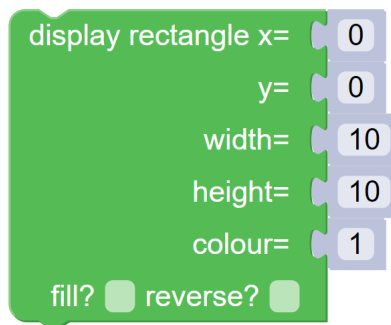 display rectangle x= 0
y= 0
width= 10
height= 10
colour= 1
fill? reverse?